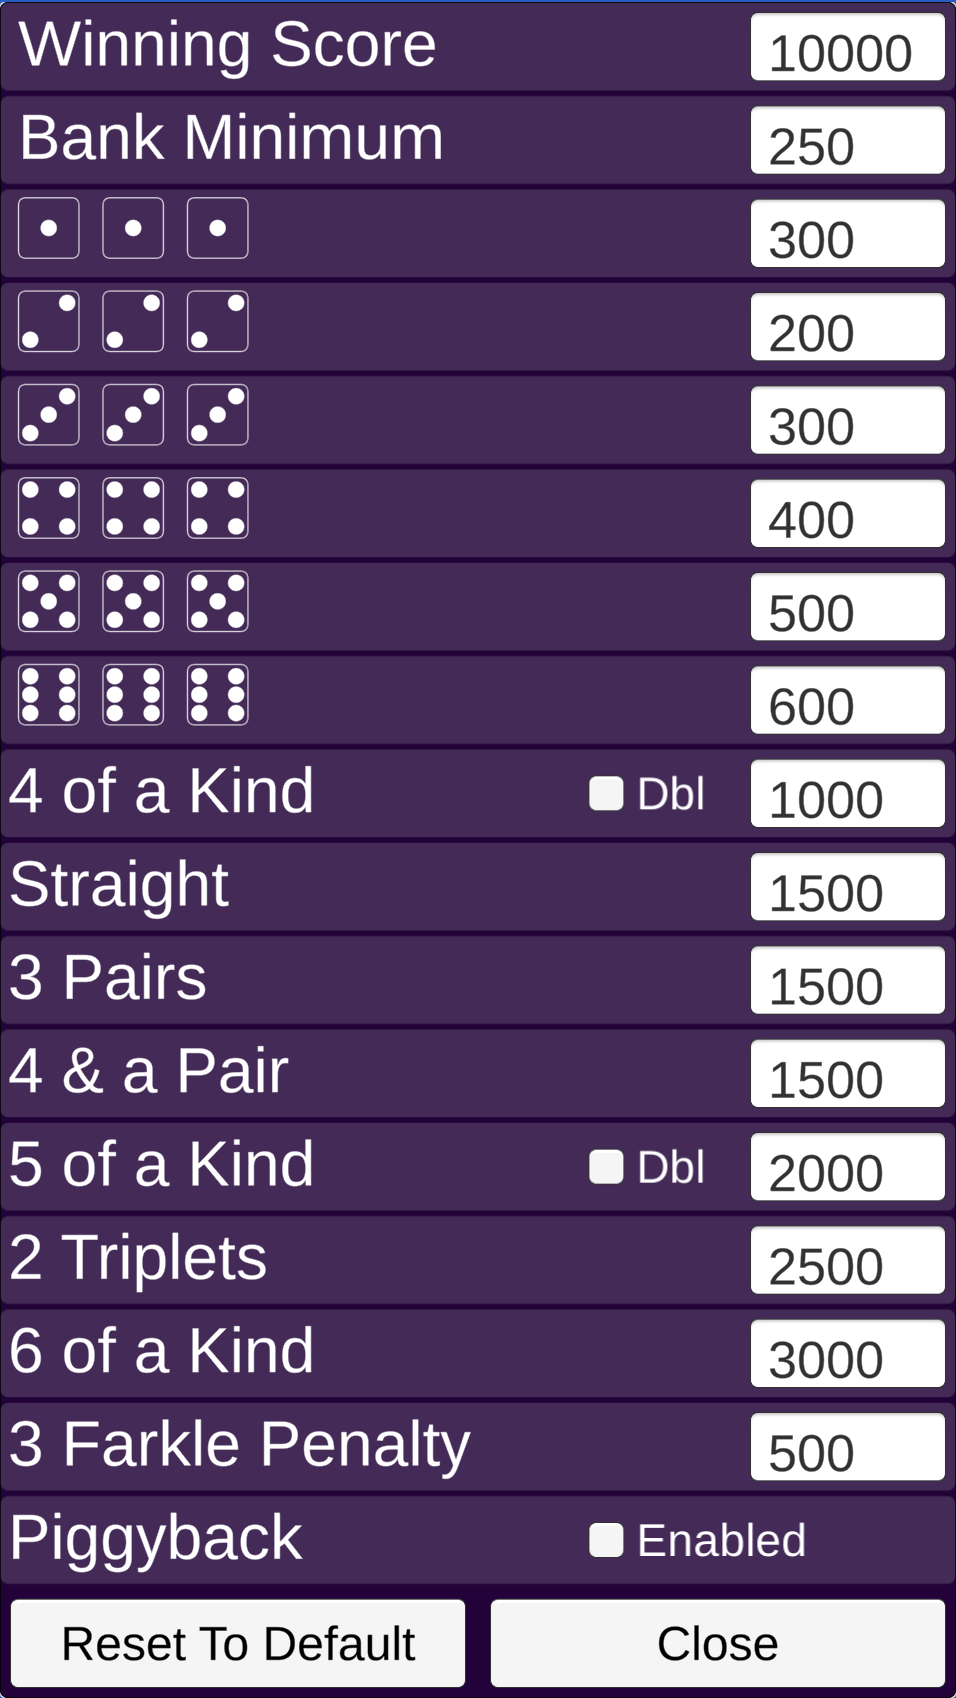 Winning Score 10000
Bank Minimum 250
300
200
300
400
500
600
4 of a Kind Dbl 1000
Straight 1500
3 Pairs 1500
4 & a Pair 1500
5 of a Kind Dbl 2000
2 Triplets 2500
6 of a Kind 3000
3 Farkle Penalty 500
Piggyback Enabled
Reset To Default Close